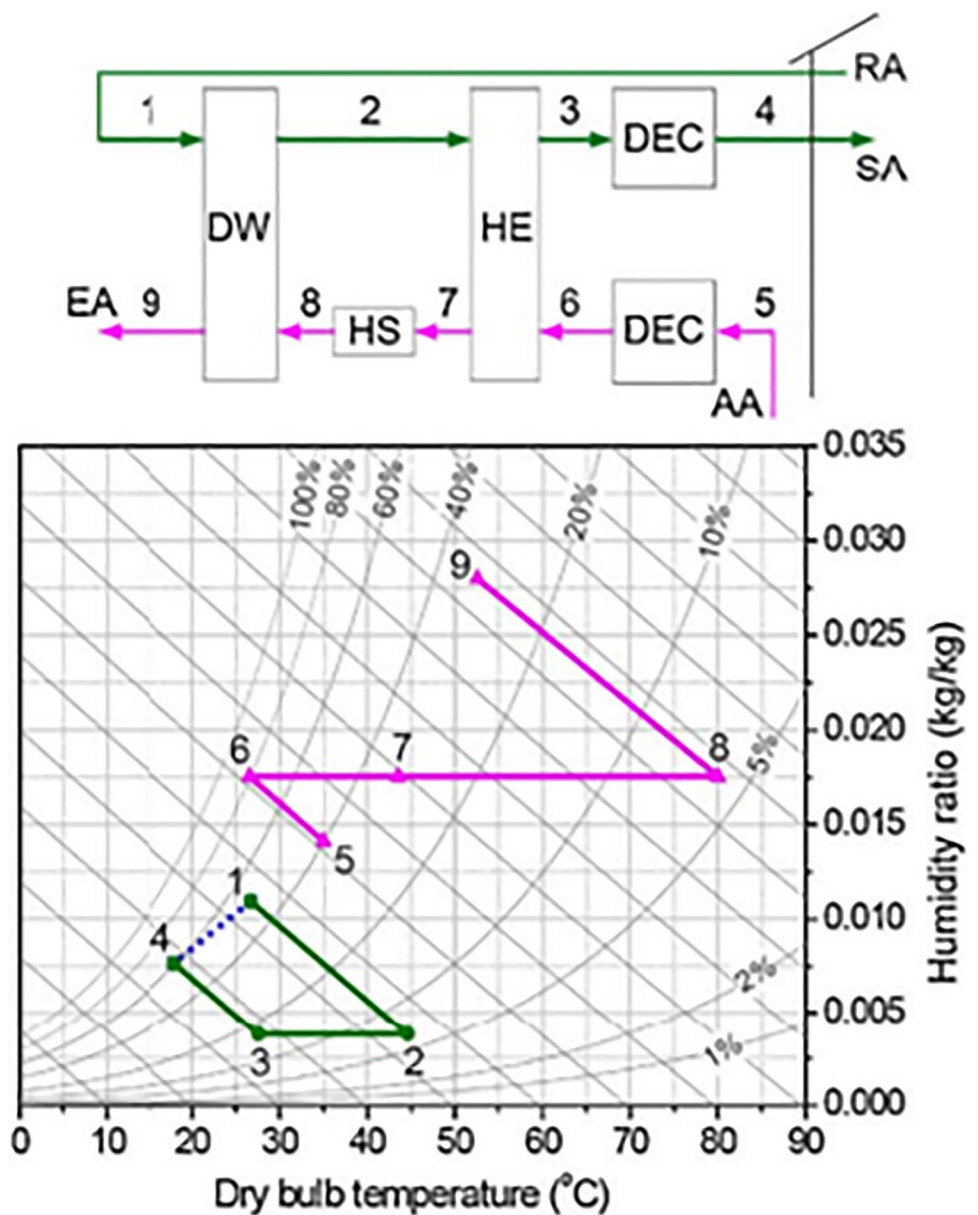 RA
1 2 3 DEC 4
SA
DW HE
EA 9 8 HS 7 6 DEC 5
AA
100% 80% 60% 40% 20% 10%
0.035
0.030
9
0.025
0.020
6 7 8 5%
0.015
5
1
0.010
4
2%
0.005
3 2 1%
0.000
0 10 20 30 40 50 60 70 80 90
Dry bulb temperature (°C)
Humidity ratio (kg/kg)